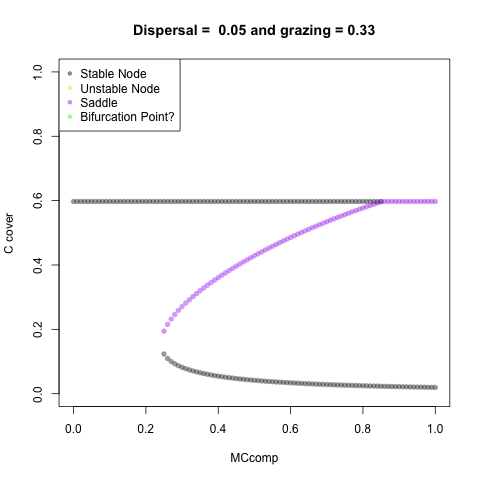 Dispersal =  0.05 and grazing = 0.33
Stable Node
Unstable Node
Saddle
Bifurcation Point?
C cover
1.0
0.8
0.6
0.4
0.2
0.0
0.0 0.2 0.4 0.6 0.8 1.0
MCcomp